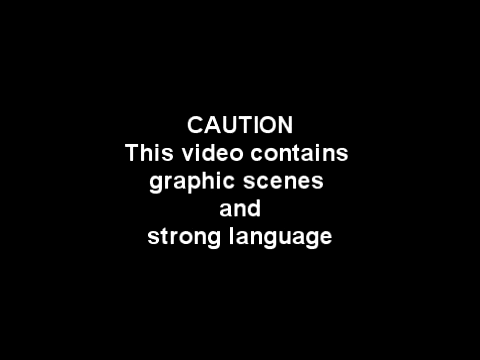 CAUTION
This video contains
graphic scenes
and
strong language